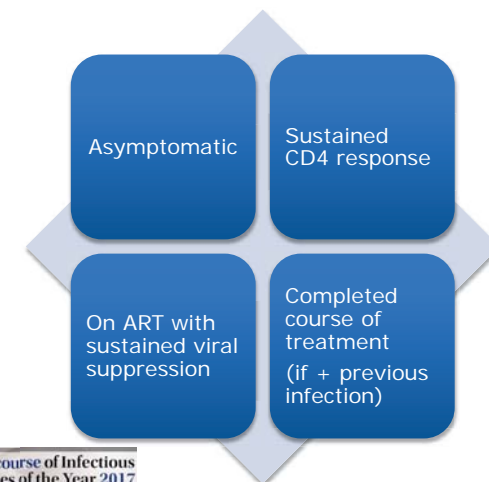 Asymptomatic
Sustained
CD4 response
On ART with
sustained viral
suppression
Completed
course of
treatment
(if + previous
infection)
course of Infectious
es of the Year 2017